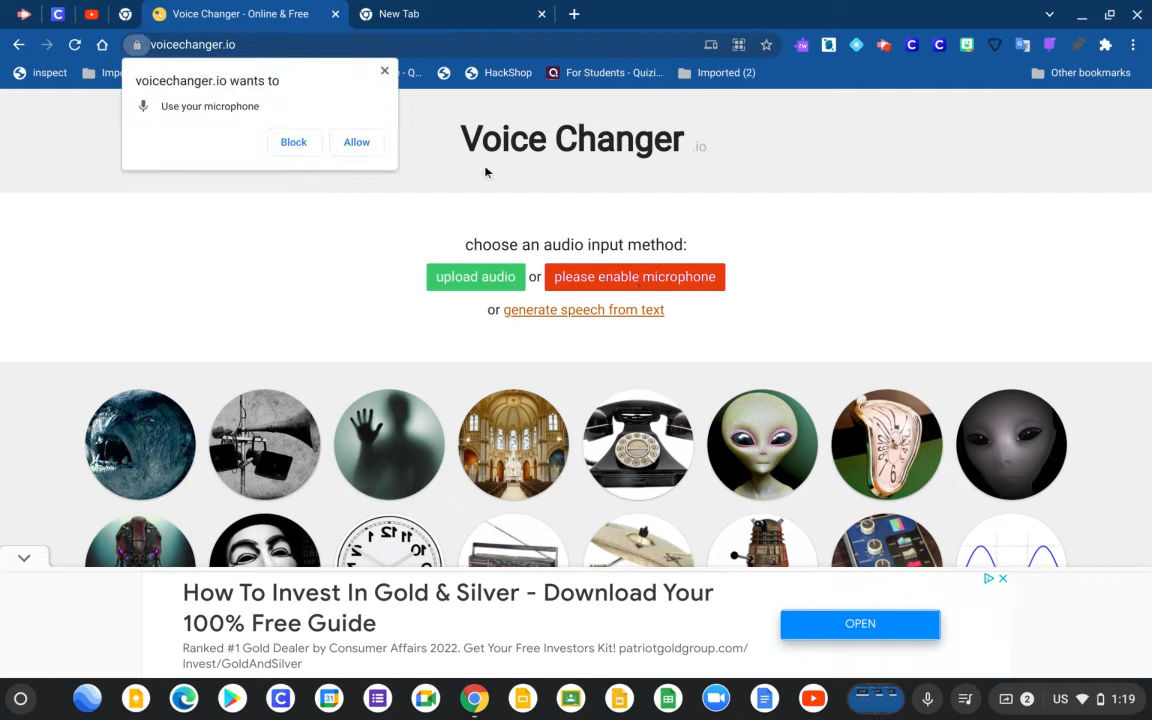 Voice Changer - Online & Free
New Tab
voicechanger.io
inspect
HackShop
For Students - Quizi...
Imported (2)
Other bookmarks
voicechanger.io wants to
Use your microphone
Block
Allow
Voice Changer .io
choose an audio input method:
upload audio or please enable microphone
or generate speech from text
How To Invest In Gold & Silver - Download Your
100% Free Guide
Ranked #1 Gold Dealer by Consumer Affairs 2022. Get Your Free Investors Kit! patriotgoldgroup.com/
Invest/GoldAndSilver
OPEN
2
US
1:19